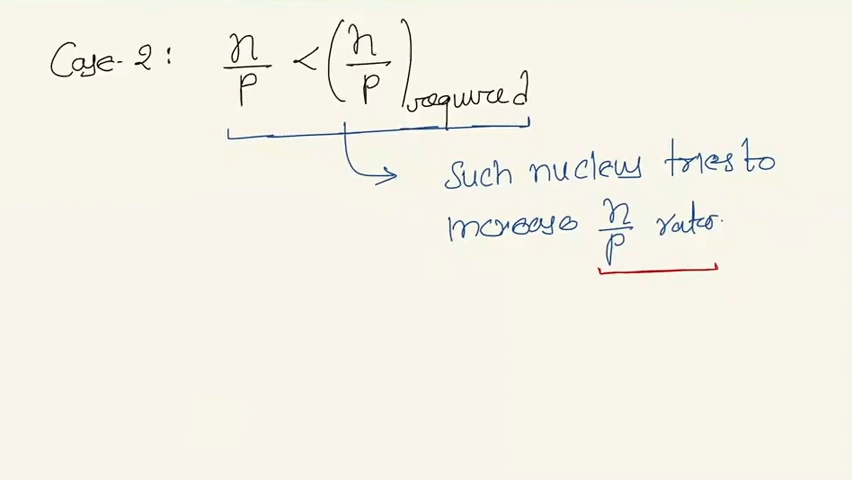 Case-2: n/p < (n/p)required
Such nucleus tries to
increase n/p ratio.